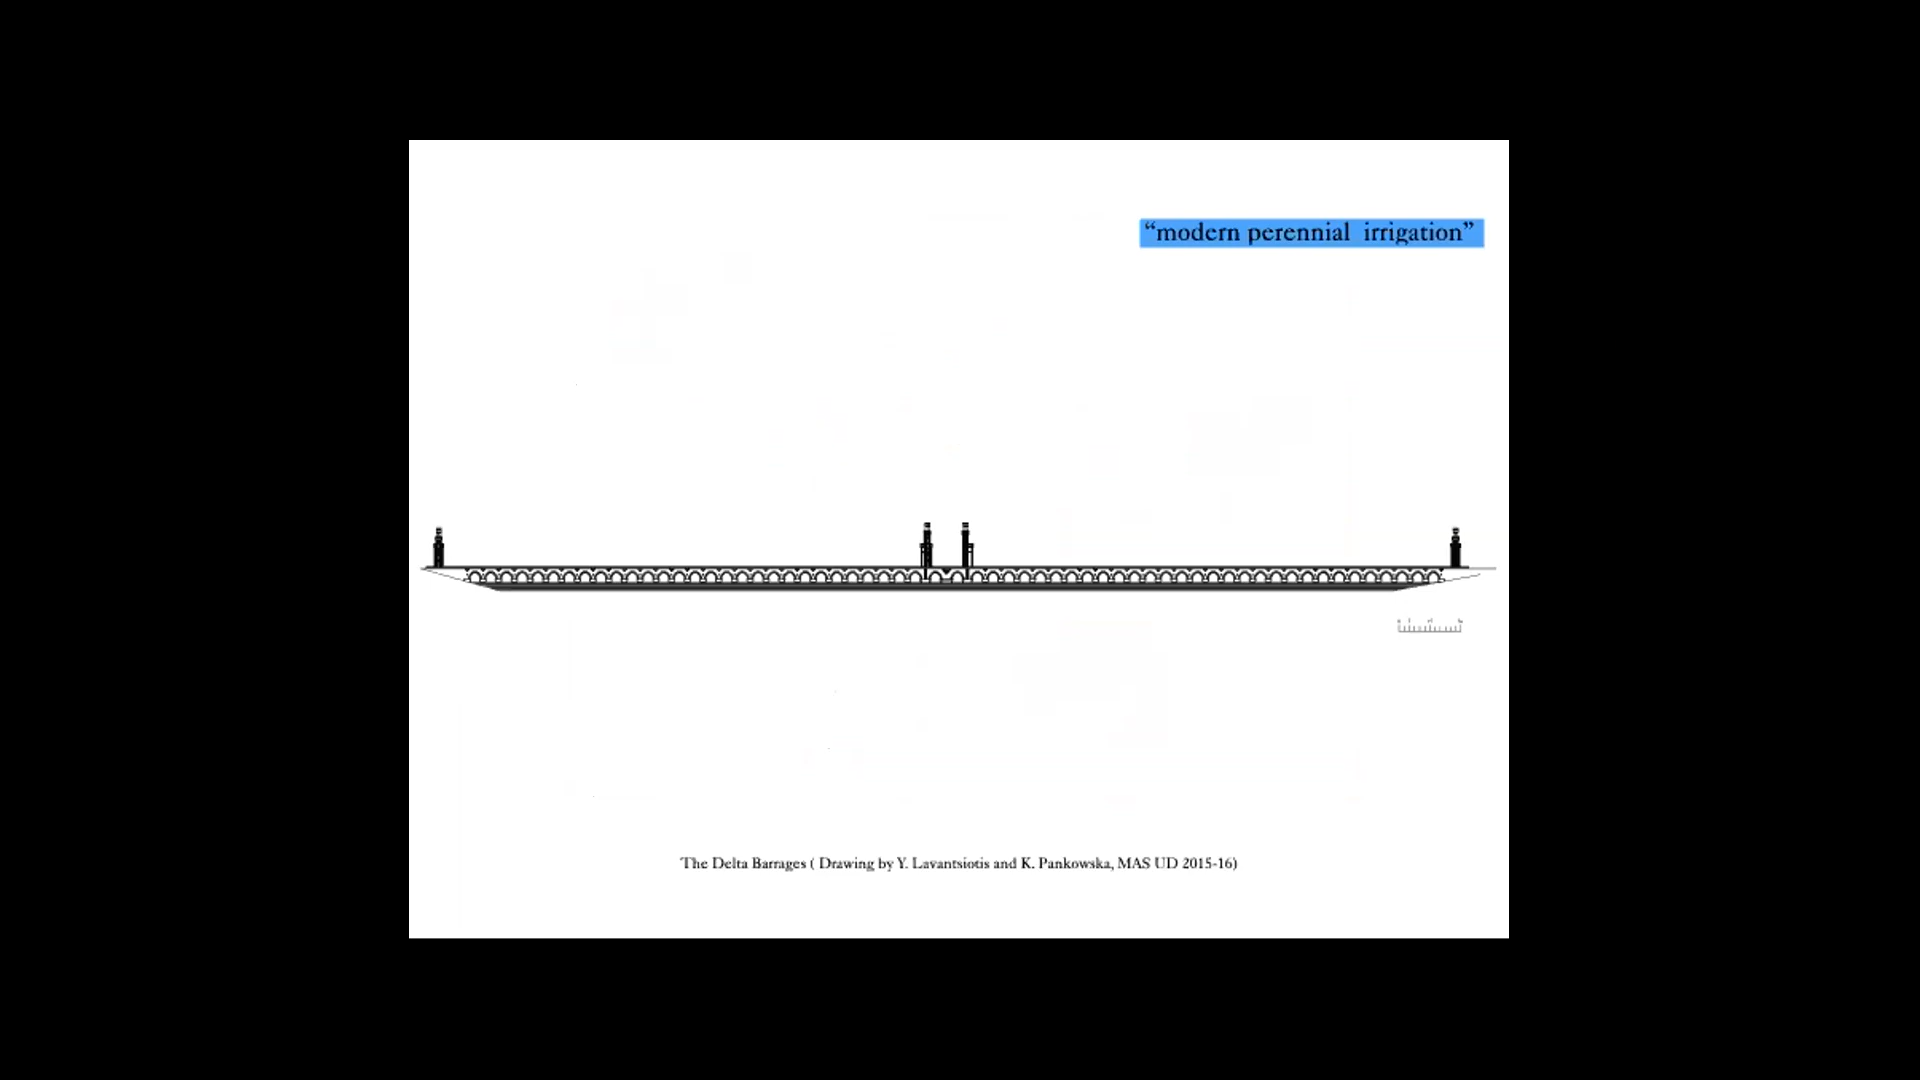 “modern perennial  irrigation”
The Delta Barrages ( Drawing by Y. Lavantsiotis and K. Pankowska, MAS UD 2015-16)